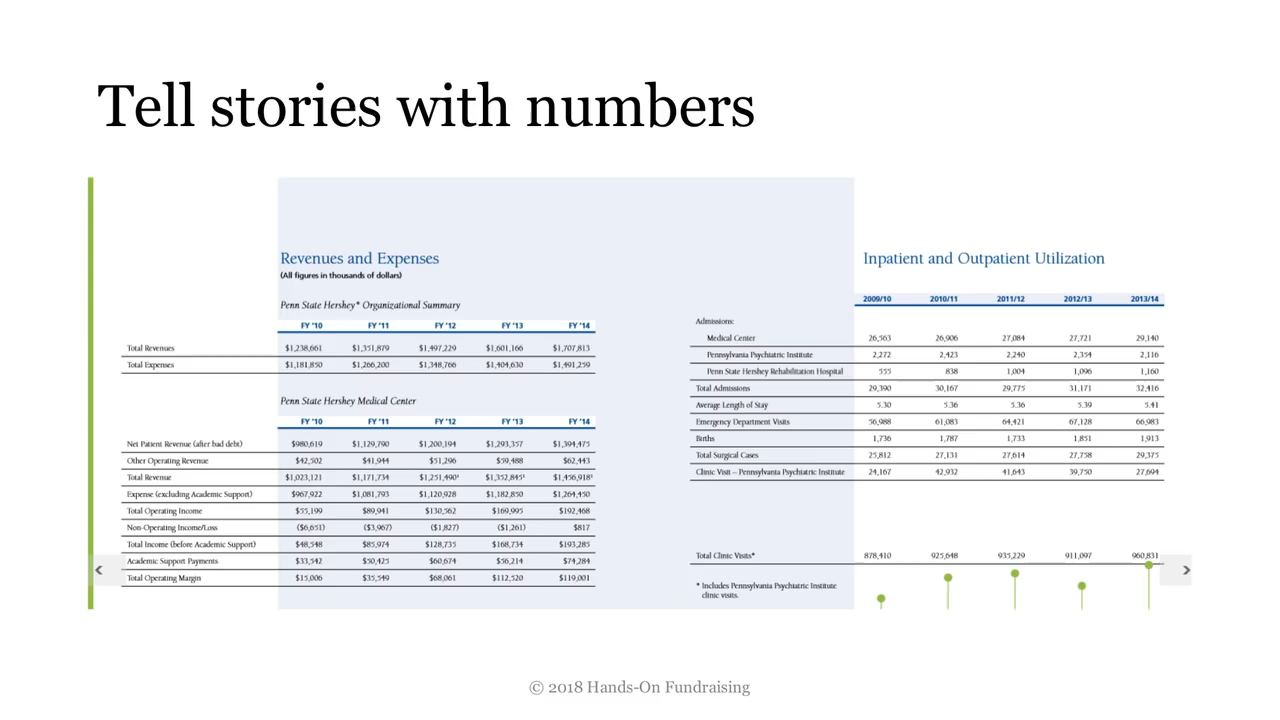 Tell stories with numbers
Revenues and Expenses
(All figures in thousands of dollars)
Penn State Hershey* Organizational Summary
FY '10 FY '11 FY '12 FY '13 FY '14
Total Revenues $1,238,661 $1,351,879 $1,497,229 $1,601,166 $1,707,813
Total Expenses $1,181,850 $1,266,200 $1,348,766 $1,404,630 $1,491,259
Penn State Hershey Medical Center
FY '10 FY '11 FY '12 FY '13 FY '14
Net Patient Revenue (after bad debt) $980,619 $1,129,790 $1,200,194 $1,293,357 $1,394,475
Other Operating Revenue $42,502 $41,944 $51,296 $59,488 $62,443
Total Revenue $1,023,121 $1,171,734 $1,251,490¹ $1,352,845¹ $1,456,918¹
Expense (excluding Academic Support) $967,922 $1,081,793 $1,120,928 $1,182,850 $1,264,450
Total Operating Income $55,199 $89,941 $130,562 $169,995 $192,468
Non-Operating Income/Loss ($6,651) ($3,967) ($1,827) ($1,261) $817
Total Income (before Academic Support) $48,548 $85,974 $128,735 $168,734 $193,285
Academic Support Payments $33,542 $50,425 $60,674 $56,214 $74,284
Total Operating Margin $15,006 $35,549 $68,061 $112,520 $119,001
Inpatient and Outpatient Utilization
2009/10 2010/11 2011/12 2012/13 2013/14
Admissions:
Medical Center 26,563 26,906 27,084 27,721 29,140
Pennsylvania Psychiatric Institute 2,272 2,423 2,240 2,354 2,116
Penn State Hershey Rehabilitation Hospital 555 838 1,004 1,096 1,160
Total Admissions 29,390 30,167 29,775 31,171 32,416
Average Length of Stay 5.30 5.36 5.36 5.39 5.41
Emergency Department Visits 56,988 61,083 64,421 67,128 66,983
Births 1,736 1,787 1,733 1,851 1,913
Total Surgical Cases 25,812 27,131 27,614 27,758 29,375
Clinic Visit – Pennsylvania Psychiatric Institute 24,167 42,932 41,643 39,750 27,694
Total Clinic Visits* 878,410 925,648 935,229 911,097 960,831
* Includes Pennsylvania Psychiatric Institute
clinic visits.
© 2018 Hands-On Fundraising